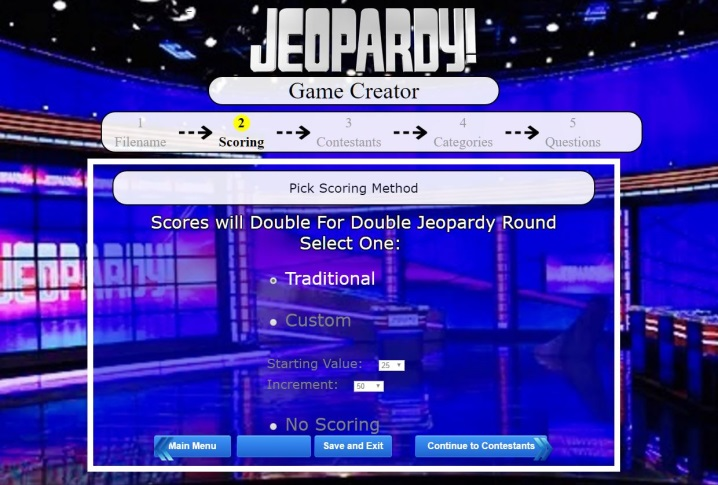 JEOPARDY!
Game Creator
1 2 3 4 5
Filename Scoring Contestants Categories Questions
Pick Scoring Method
Scores will Double For Double Jeopardy Round
Select One:
JEOPARDY!
Traditional
Custom
Starting Value: 25
Increment: 50
No Scoring
Main Menu Save and Exit Continue to Contestants